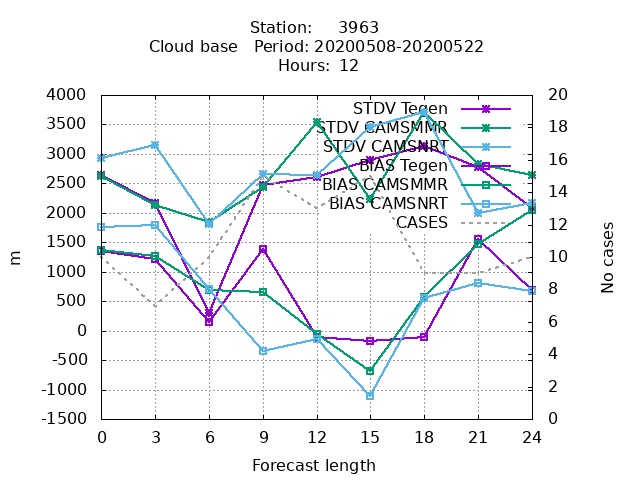 Station: 3963
Cloud base Period: 20200508-20200522
Hours: 12
4000
3500
3000
2500
2000
1500
1000
500
0
-500
-1000
-1500
m
20
18
16
14
12
10
8
6
4
2
0
No cases
STDV Tegen
STDV CAMSMMR
STDV CAMSNRT
BIAS Tegen
BIAS CAMSMMR
BIAS CAMSNRT
CASES
0 3 6 9 12 15 18 21 24
Forecast length